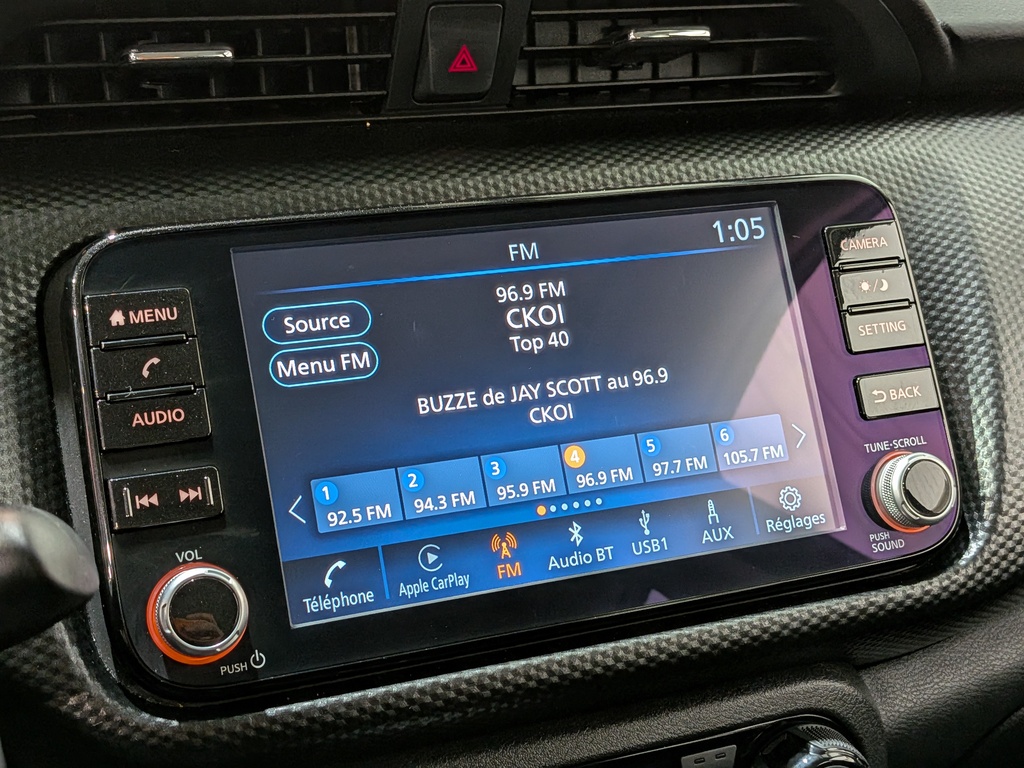 FM
1:05
CAMERA
SETTING
BACK
TUNE·SCROLL
PUSH
SOUND
MENU
AUDIO
VOL
PUSH
Source
Menu FM
96.9 FM
CKOI
Top 40
BUZZE de JAY SCOTT au 96.9
CKOI
1 2 3 4 5 6
92.5 FM 94.3 FM 95.9 FM 96.9 FM 97.7 FM 105.7 FM
Téléphone Apple CarPlay FM Audio BT USB1 AUX Réglages